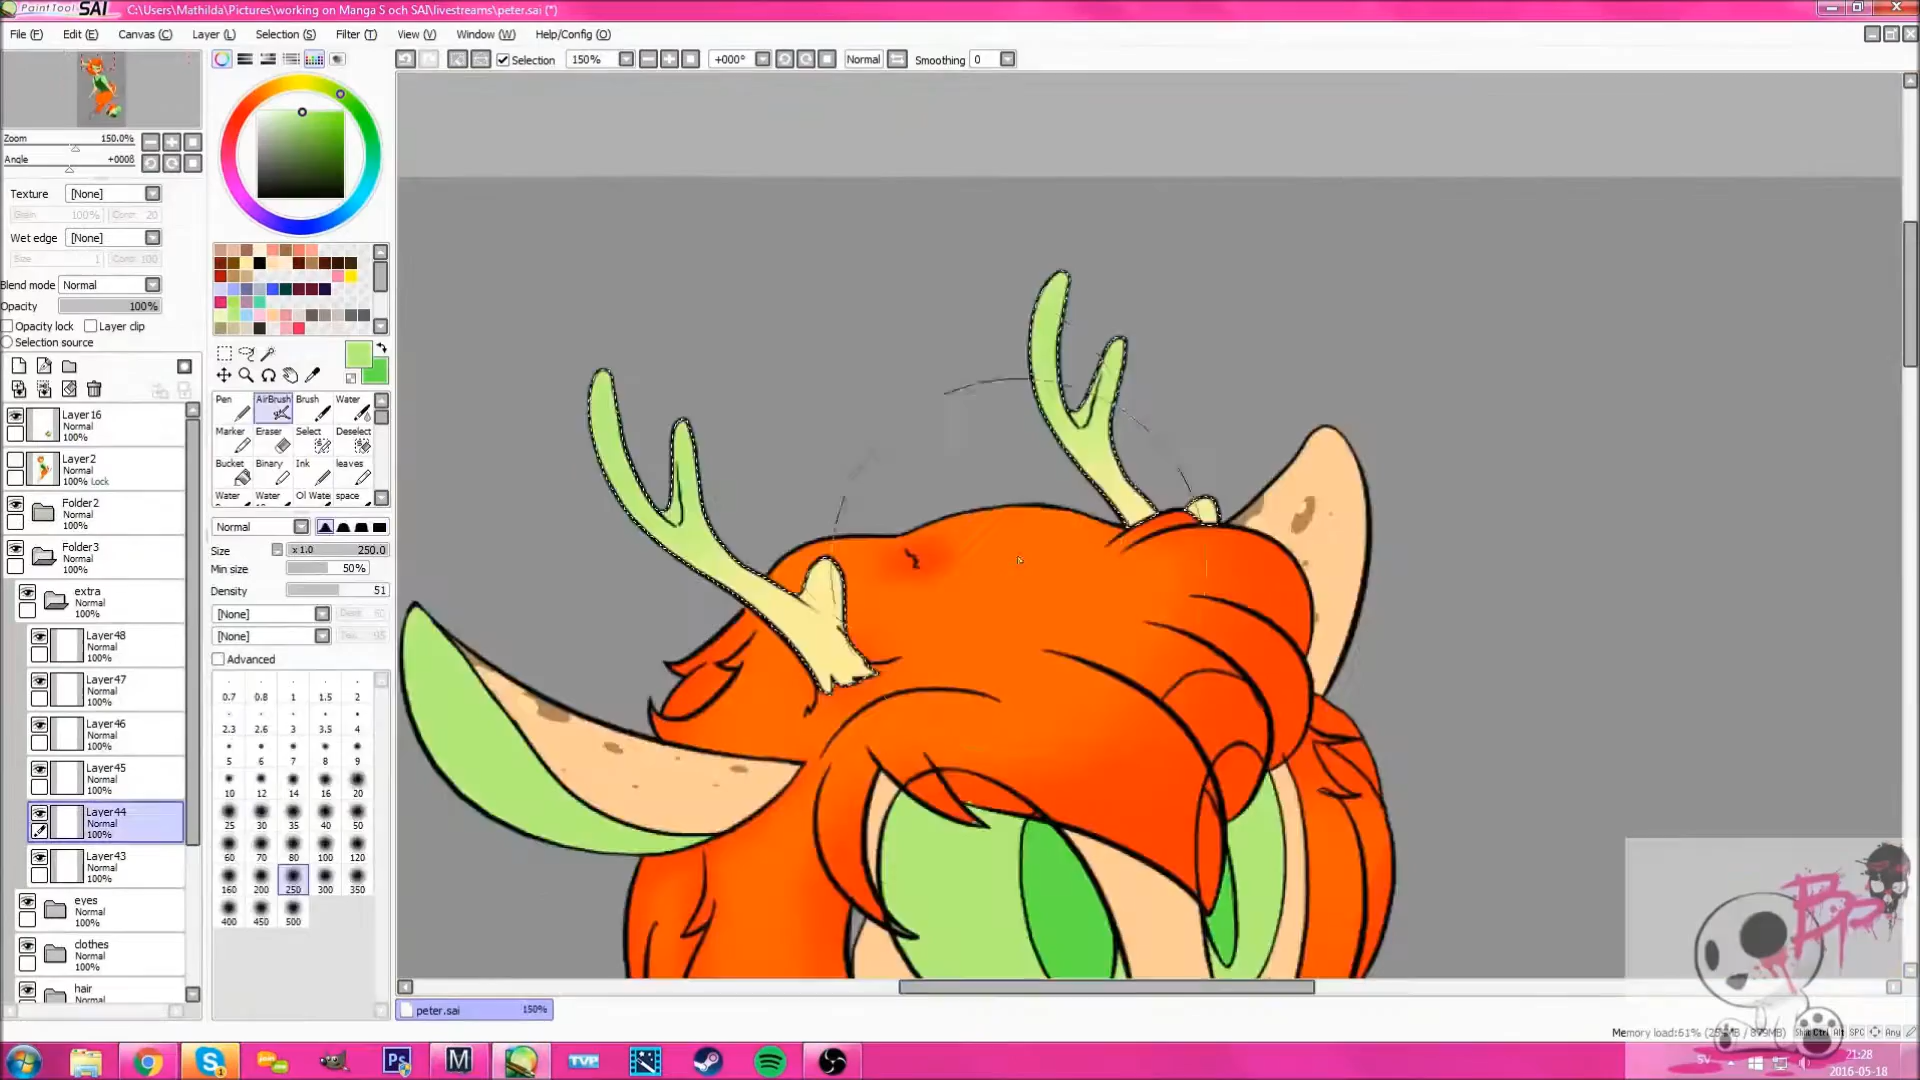 PaintTool SAI C:\Users\Mathilda\Pictures\working on Manga S och SAI\livestreams\peter.sai (*)
File (F) Edit (E) Canvas (C) Layer (L) Selection (S) Filter (T) View (V) Window (W) Help/Config (O)
Selection 150% +000° Normal Smoothing 0
Zoom 150.0%
Angle
Texture [None]
Grain 100% Contr. 20
Wet edge [None]
Size 1 Contr. 100
Blend mode Normal
Opacity 100%
Opacity lock Layer clip
Selection source
Layer16
Normal
100%
Layer2
Normal
100% Lock
Folder2
Normal
100%
Folder3
Normal
100%
extra
Normal
100%
Layer48
Normal
100%
Layer47
Normal
100%
Layer46
Normal
100%
Layer45
Normal
100%
Layer44
Normal
100%
Layer43
Normal
100%
eyes
Normal
100%
clothes
Normal
100%
hair
Normal
Pen AirBrush Brush Water
Marker Eraser Select Deselect
Bucket Binary Ink leaves
Water Water Ol Wate space
Normal
Size x 1.0 250.0
Min size 50%
Density 51
[None]
[None]
Advanced
0.7 0.8 1 1.5 2
2.3 2.6 3 3.5 4
5 6 7 8 9
10 12 14 16 20
25 30 35 40 50
60 70 80 100 120
160 200 250 300 350
400 450 500
peter.sai 150%
BP
Ps M TVP
SV
21:28
2016-05-18